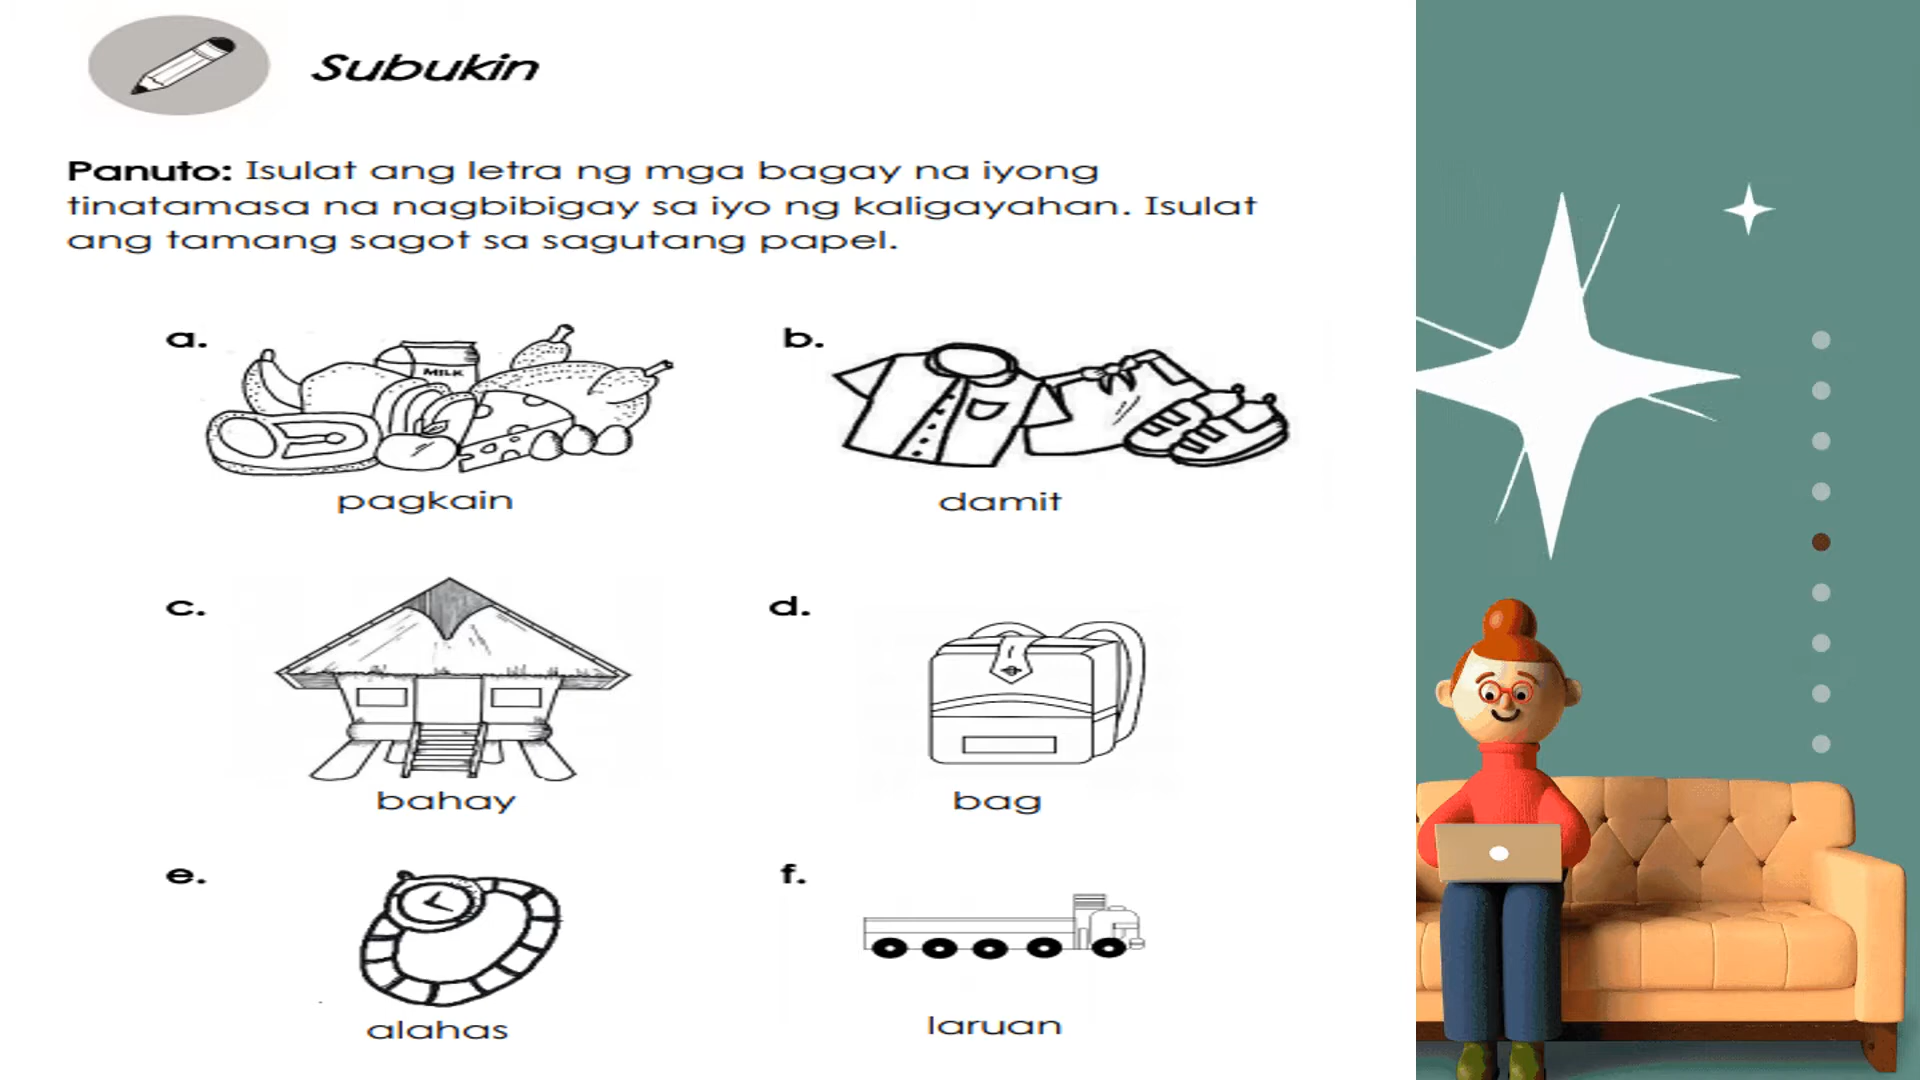 Subukin
Panuto: Isulat ang letra ng mga bagay na iyong
tinatamasa na nagbibigay sa iyo ng kaligayahan. Isulat
ang tamang sagot sa sagutang papel.
a.
MILK
pagkain
b.
damit
c.
bahay
d.
bag
e.
alahas
f.
laruan